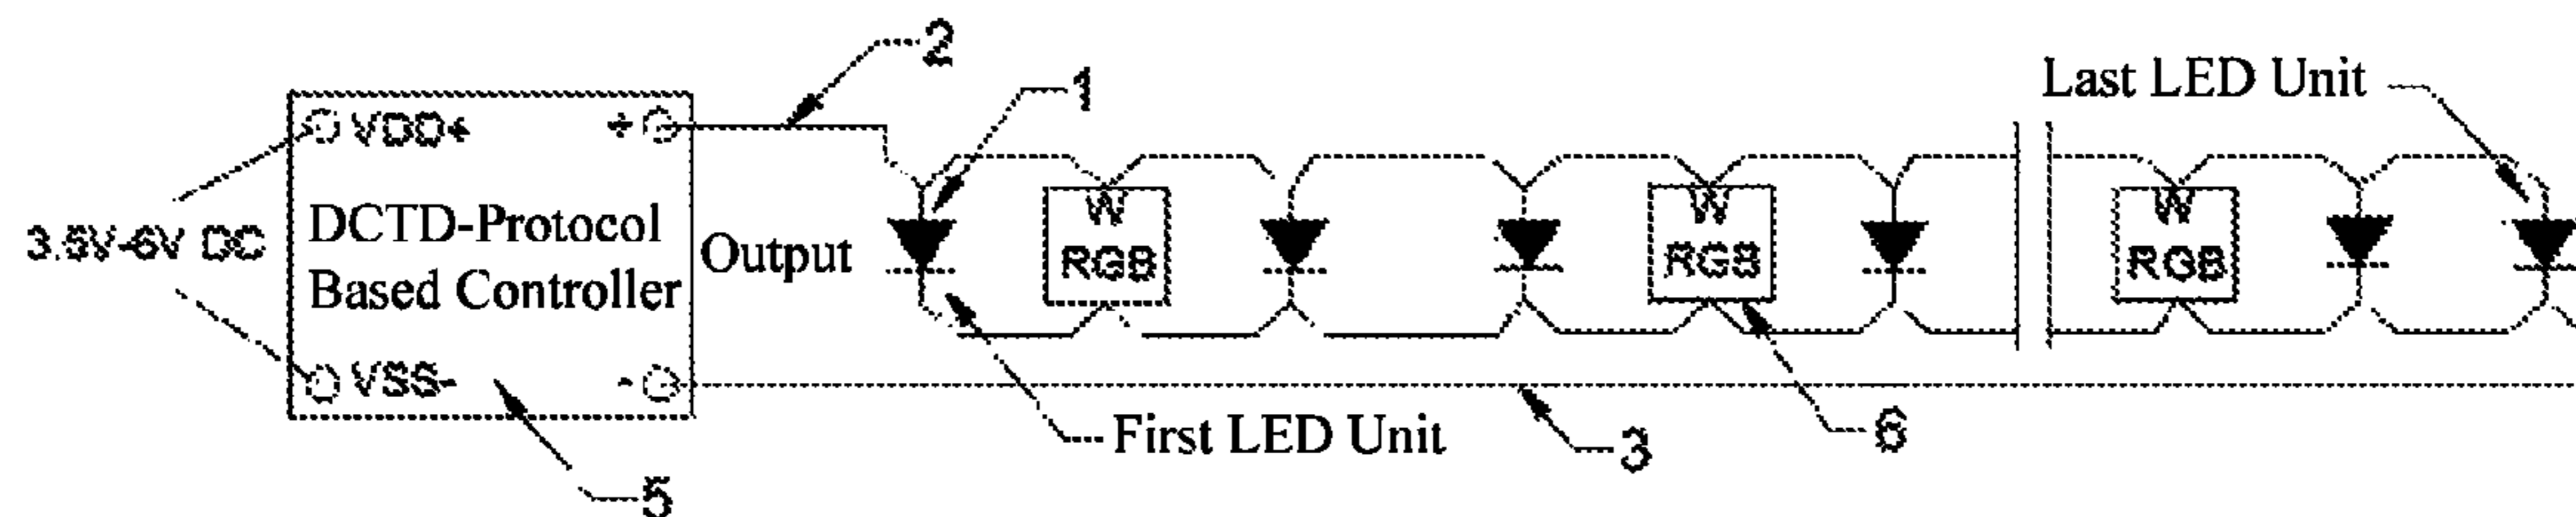 2
1
Last LED Unit
VDD+
+
W
W
W
3.5V-6V DC
DCTD-Protocol
Based Controller
Output
RGB
RGB
RGB
VSS-
-
First LED Unit
3
6
5